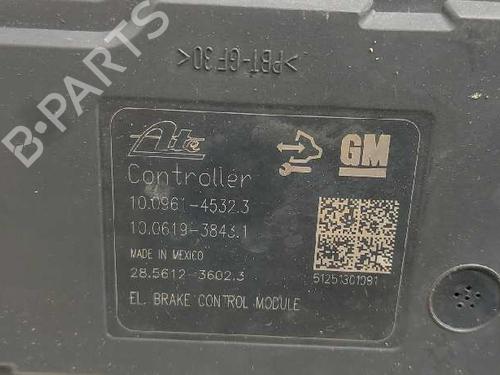 >PBT-GF30<
Ate
GM
Controller
10.0961-4532.3
10.0619-3843.1
MADE IN MEXICO
28.5612-3602.3
51251301091
EL. BRAKE CONTROL MODULE
B-PARTS